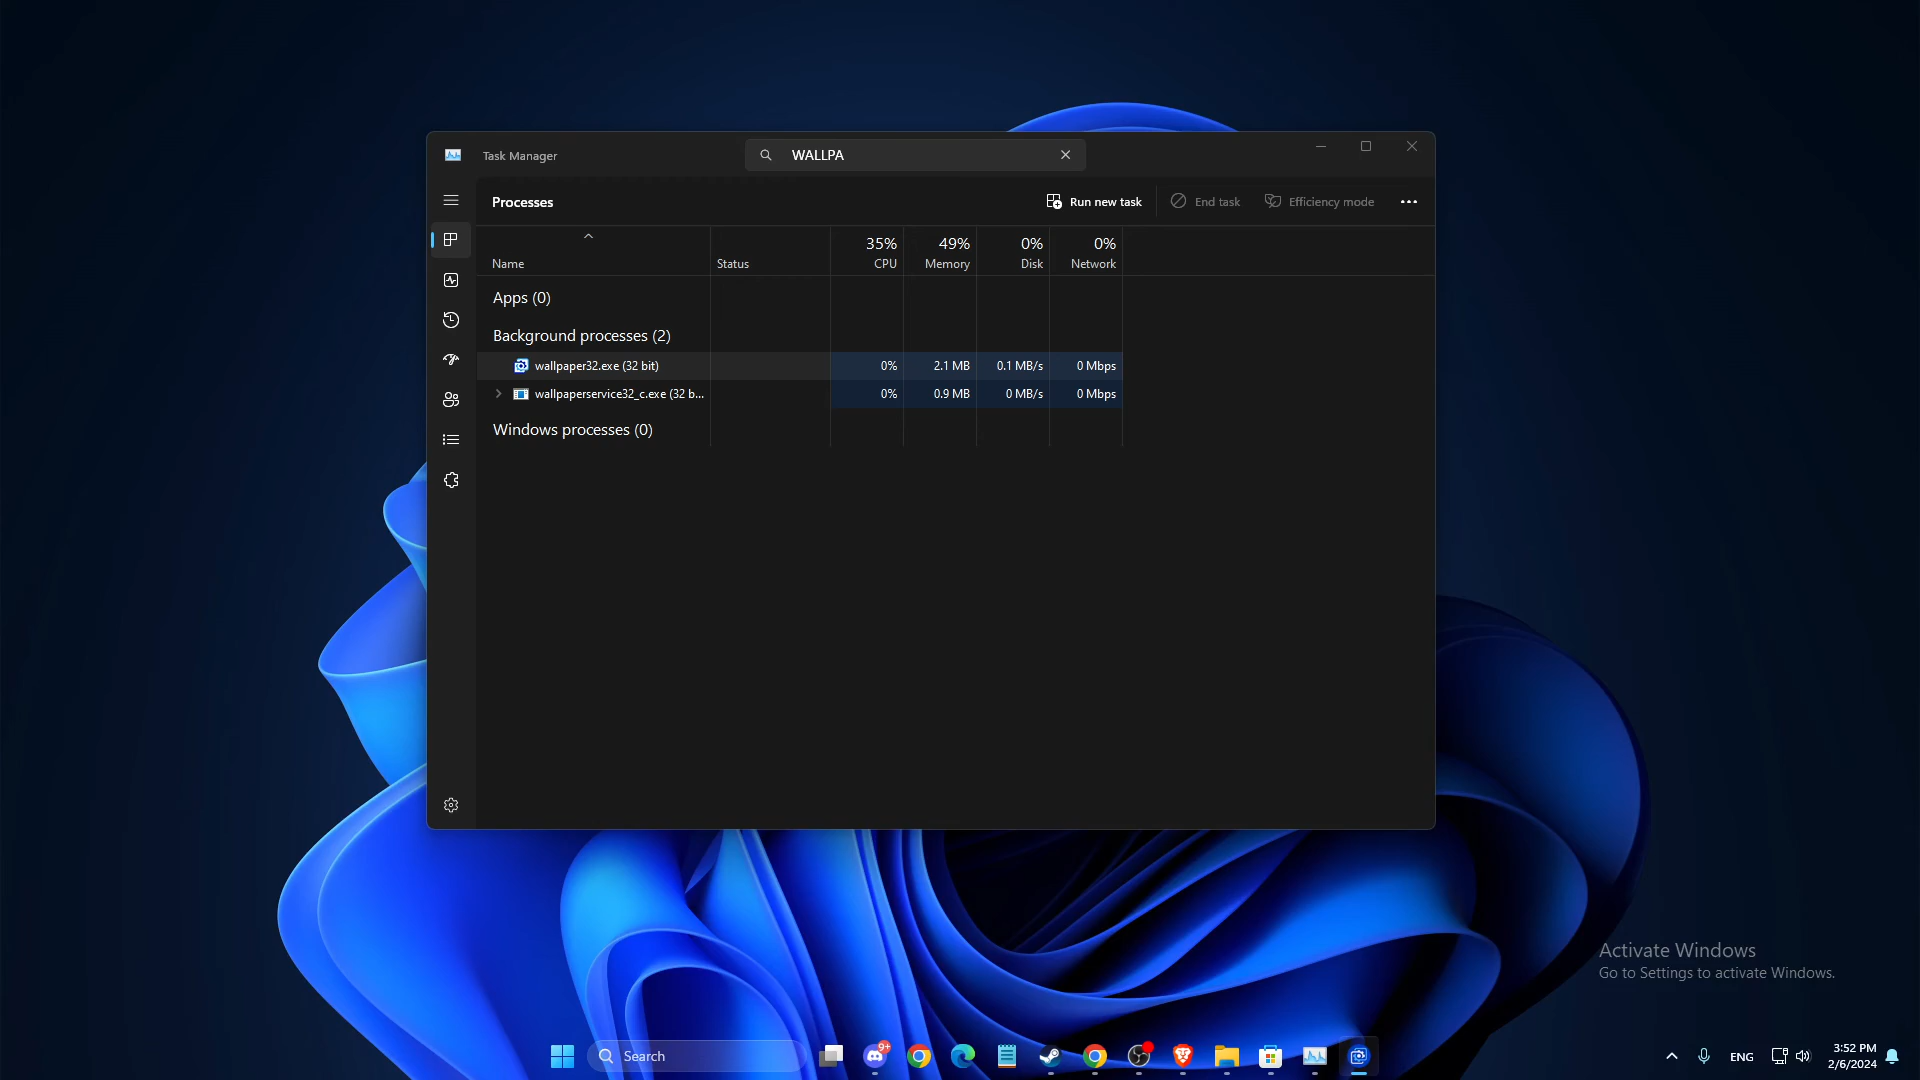 Task Manager
WALLPA
Processes
Run new task
End task
Efficiency mode
35%
49%
0%
0%
Name
Status
CPU
Memory
Disk
Network
Apps (0)
Background processes (2)
wallpaper32.exe (32 bit)
0%
2.1 MB
0.1 MB/s
0 Mbps
wallpaperservice32_c.exe (32 b...
0%
0.9 MB
0 MB/s
0 Mbps
Windows processes (0)
Activate Windows
Go to Settings to activate Windows.
Search
9+
ENG
3:52 PM
2/6/2024